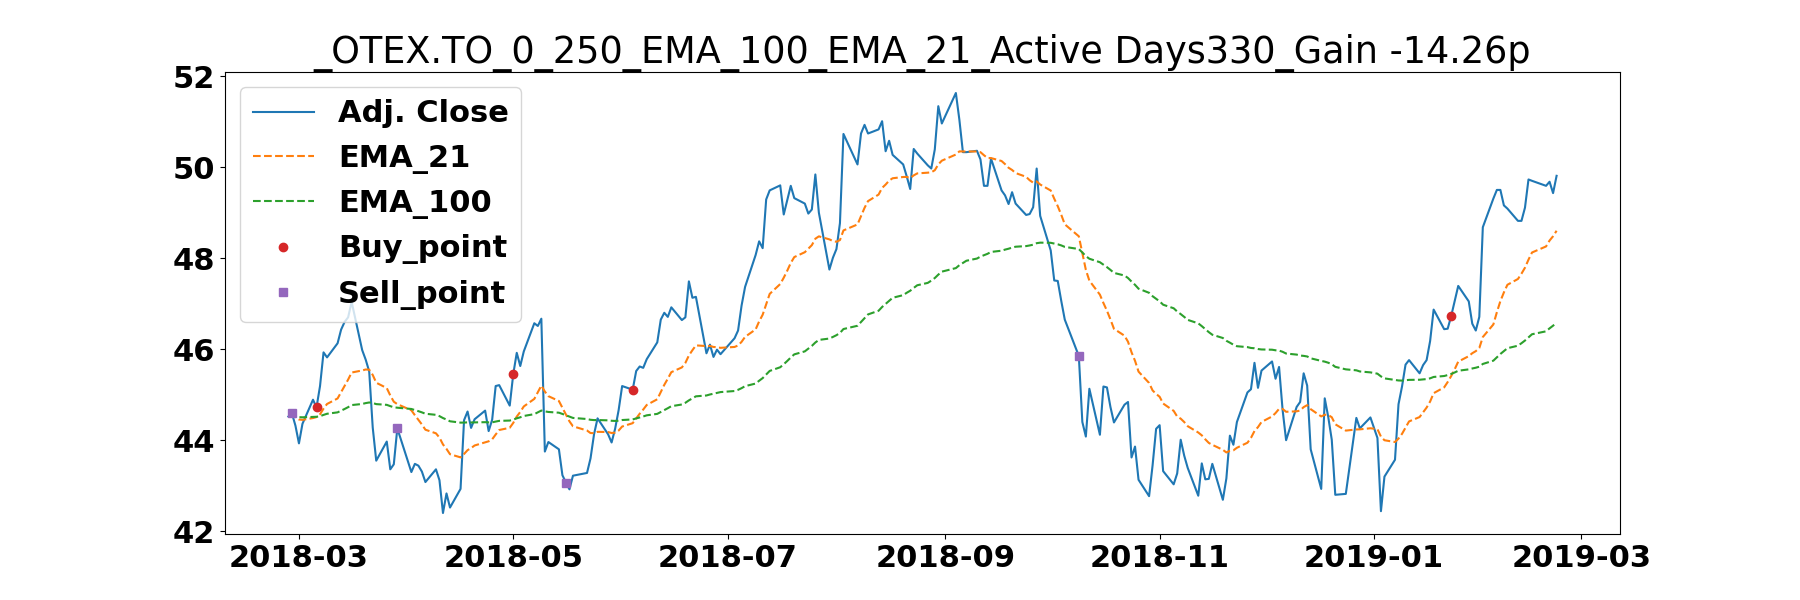 _OTEX.TO_0_250_EMA_100_EMA_21_Active Days330_Gain -14.26p
52
50
48
46
44
42
Adj. Close
EMA_21
EMA_100
Buy_point
Sell_point
2018-03 2018-05 2018-07 2018-09 2018-11 2019-01 2019-03